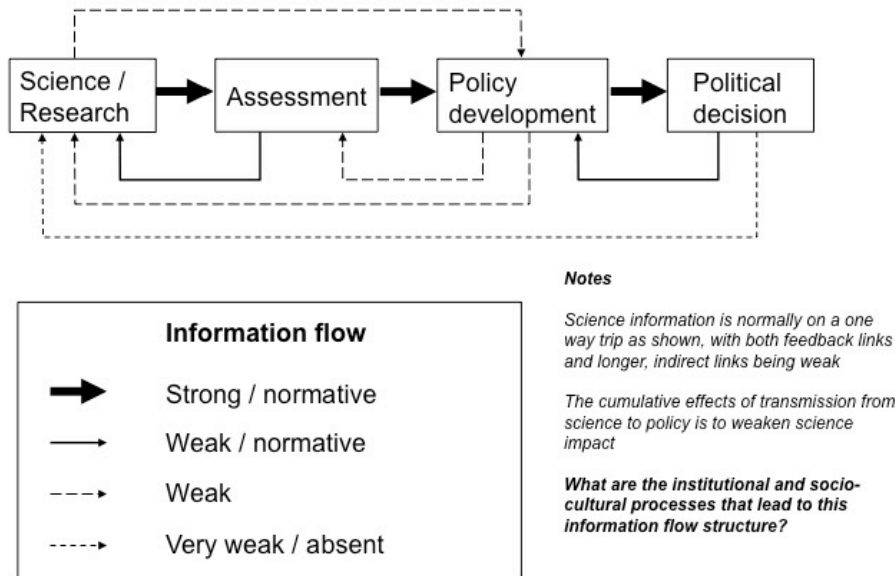 Science /
Research
Assessment
Policy
development
Political
decision
Information flow
Strong / normative
Weak / normative
Weak
Very weak / absent
Notes
Science information is normally on a one
way trip as shown, with both feedback links
and longer, indirect links being weak
The cumulative effects of transmission from
science to policy is to weaken science
impact
What are the institutional and socio-
cultural processes that lead to this
information flow structure?